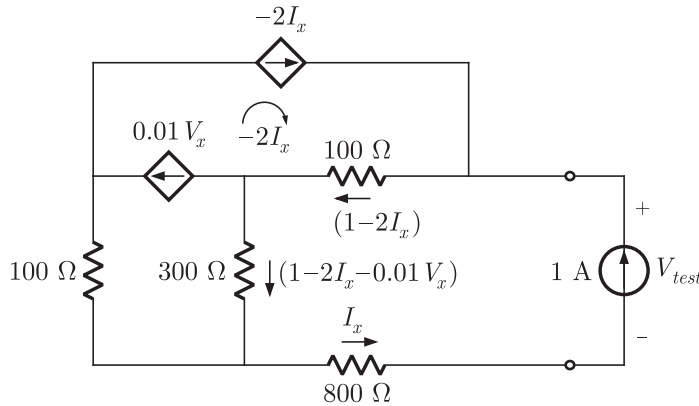 −2I_x
−2I_x
0.01 V_x
100 Ω
(1−2I_x)
+
100 Ω
300 Ω
(1−2I_x−0.01 V_x)
1 A
V_test
−
I_x
800 Ω